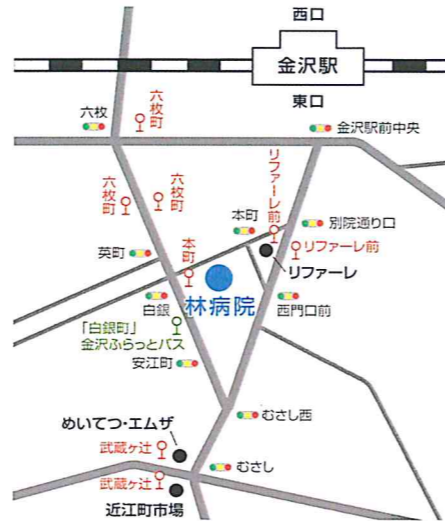 西口
金沢駅
東口
六枚
六枚町
金沢駅前中央
リファーレ前
六枚町
六枚町
本町
別院通り口
リファーレ前
英町
本町
リファーレ
林病院
白銀
西門口前
「白銀町」
金沢ふらっとバス
安江町
むさし西
めいてつ・エムザ
武蔵ヶ辻
むさし
武蔵ヶ辻
近江町市場